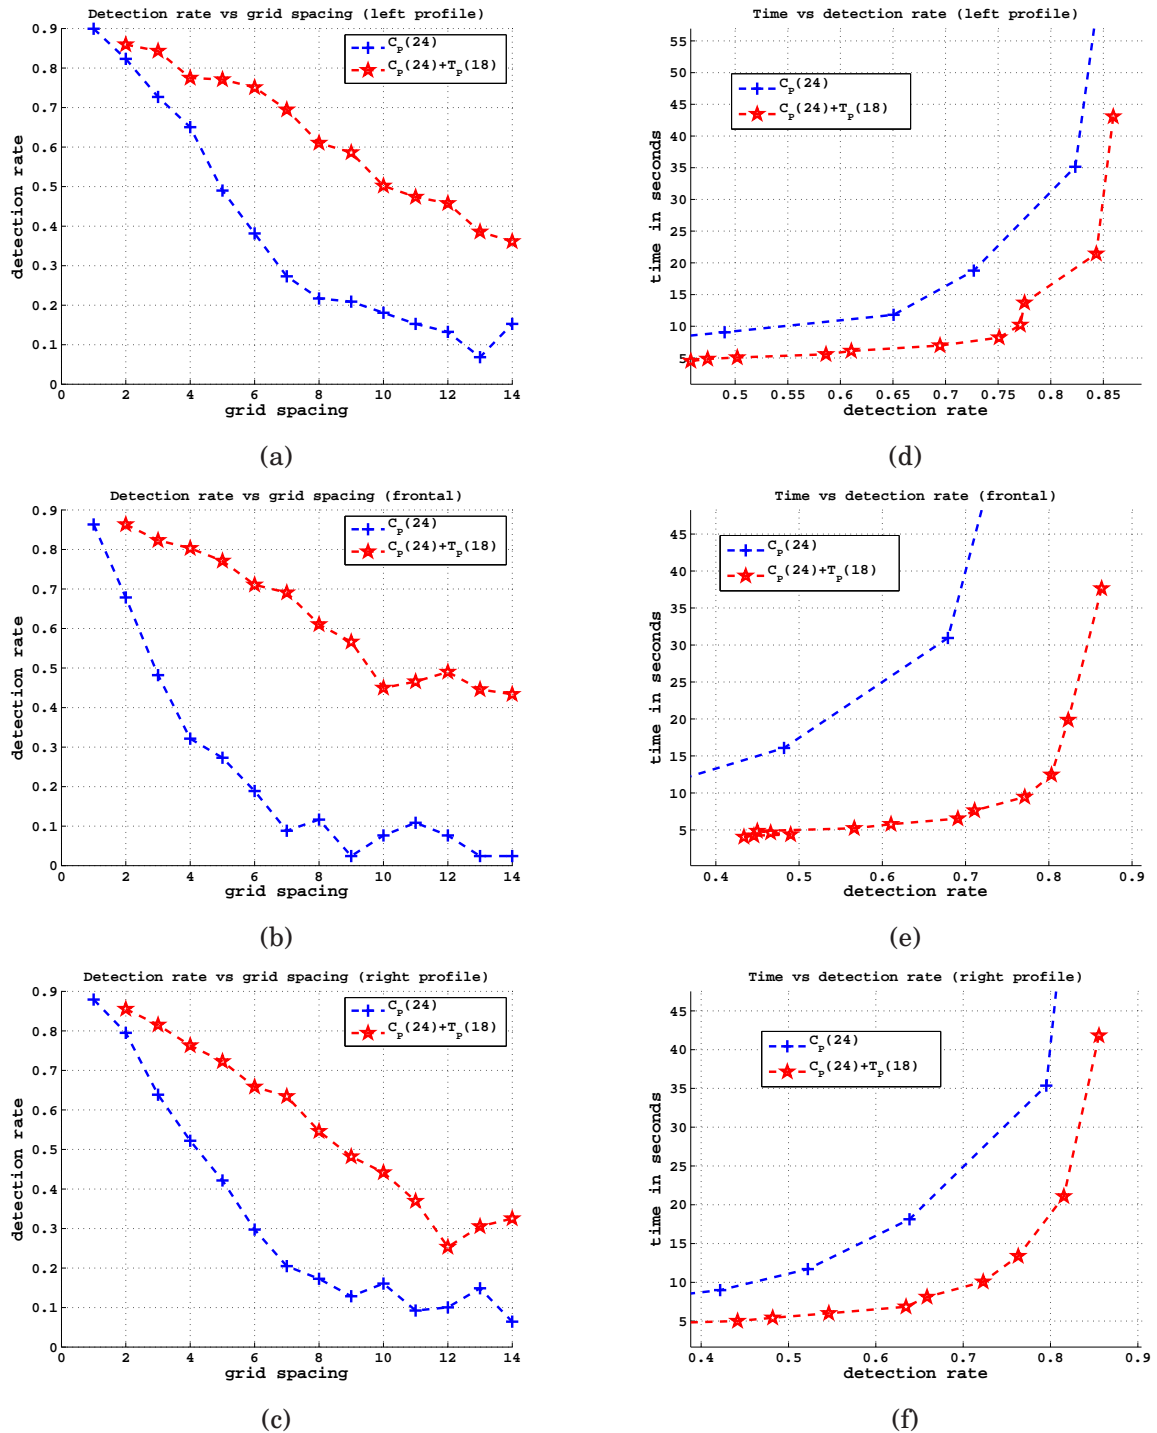 Detection rate vs grid spacing (left profile)
detection rate
0.9
0.8
0.7
0.6
0.5
0.4
0.3
0.2
0.1
0
0 2 4 6 8 10 12 14
grid spacing
C_P(24)
C_P(24)+T_P(18)
(a)
Time vs detection rate (left profile)
time in seconds
55
50
45
40
35
30
25
20
15
10
5
0.5 0.55 0.6 0.65 0.7 0.75 0.8 0.85
detection rate
C_P(24)
C_P(24)+T_P(18)
(d)
Detection rate vs grid spacing (frontal)
detection rate
0.9
0.8
0.7
0.6
0.5
0.4
0.3
0.2
0.1
0
0 2 4 6 8 10 12 14
grid spacing
C_P(24)
C_P(24)+T_P(18)
(b)
Time vs detection rate (frontal)
time in seconds
45
40
35
30
25
20
15
10
5
0.4 0.5 0.6 0.7 0.8 0.9
detection rate
C_P(24)
C_P(24)+T_P(18)
(e)
Detection rate vs grid spacing (right profile)
detection rate
0.9
0.8
0.7
0.6
0.5
0.4
0.3
0.2
0.1
0
0 2 4 6 8 10 12 14
grid spacing
C_P(24)
C_P(24)+T_P(18)
(c)
Time vs detection rate (right profile)
time in seconds
45
40
35
30
25
20
15
10
5
0.4 0.5 0.6 0.7 0.8 0.9
detection rate
C_P(24)
C_P(24)+T_P(18)
(f)